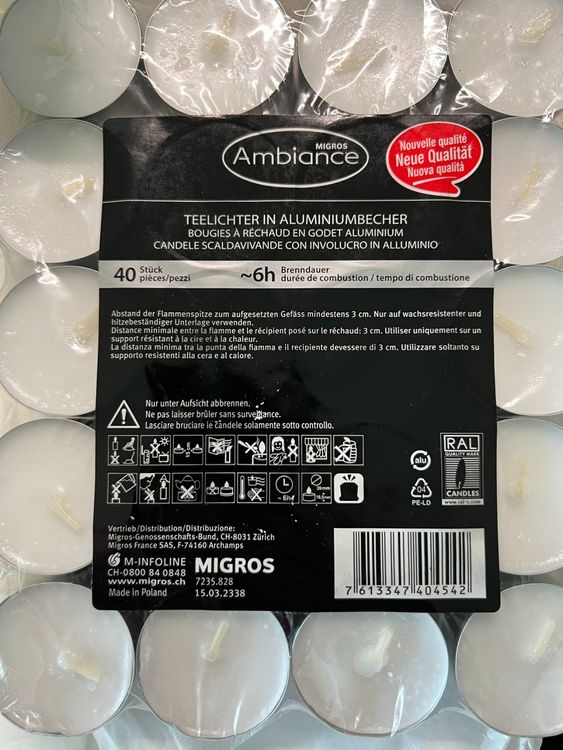 MIGROS
Ambiance
Nouvelle qualité
Neue Qualität
Nuova qualità
TEELICHTER IN ALUMINIUMBECHER
BOUGIES À RÉCHAUD EN GODET ALUMINIUM
CANDELE SCALDAVIVANDE CON INVOLUCRO IN ALLUMINIO
40 Stück
pièces/pezzi
~6h Brenndauer
durée de combustion / tempo di combustione
Abstand der Flammenspitze zum aufgesetzten Gefäss mindestens 3 cm. Nur auf wachsresistenter und
hitzebeständiger Unterlage verwenden.
Distance minimale entre la flamme et le récipient posé sur le réchaud: 3 cm. Utiliser uniquement sur un
support résistant à la cire et à la chaleur.
La distanza minima tra la punta della fiamma e il recipiente devessere di 3 cm. Utilizzare soltanto su
supporto resistenti alla cera e al calore.
Nur unter Aufsicht abbrennen.
Ne pas laisser brûler sans surveillance.
Lasciare bruciare le candele solamente sotto controllo.
~6h
alu
04
PE-LD
RAL
QUALITY MARK
CANDLES
www.ral-c.com
Vertrieb/Distribution/Distribuzione:
Migros-Genossenschafts-Bund, CH-8031 Zürich
Migros France SAS, F-74160 Archamps
M-INFOLINE
CH-0800 84 0848
www.migros.ch
Made in Poland
MIGROS
7235.828
15.03.2338
7 613347 404542